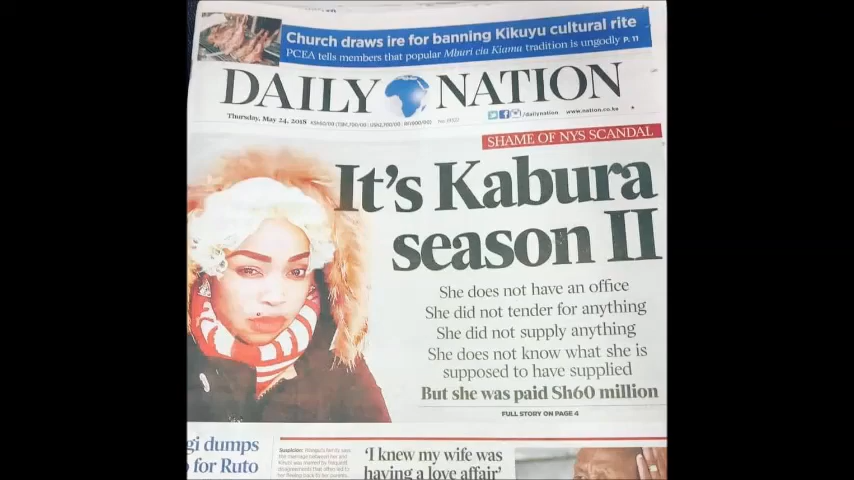 Church draws ire for banning Kikuyu cultural rite
PCEA tells members that popular Mburi cia Kiama tradition is ungodly P. 11
DAILY NATION
Thursday, May 24, 2018
/dailynation www.nation.co.ke
SHAME OF NYS SCANDAL
It's Kabura
season II
She does not have an office
She did not tender for anything
She did not supply anything
She does not know what she is
supposed to have supplied
But she was paid Sh60 million
FULL STORY ON PAGE 4
gi dumps
for Ruto
'I knew my wife was
having a love affair'